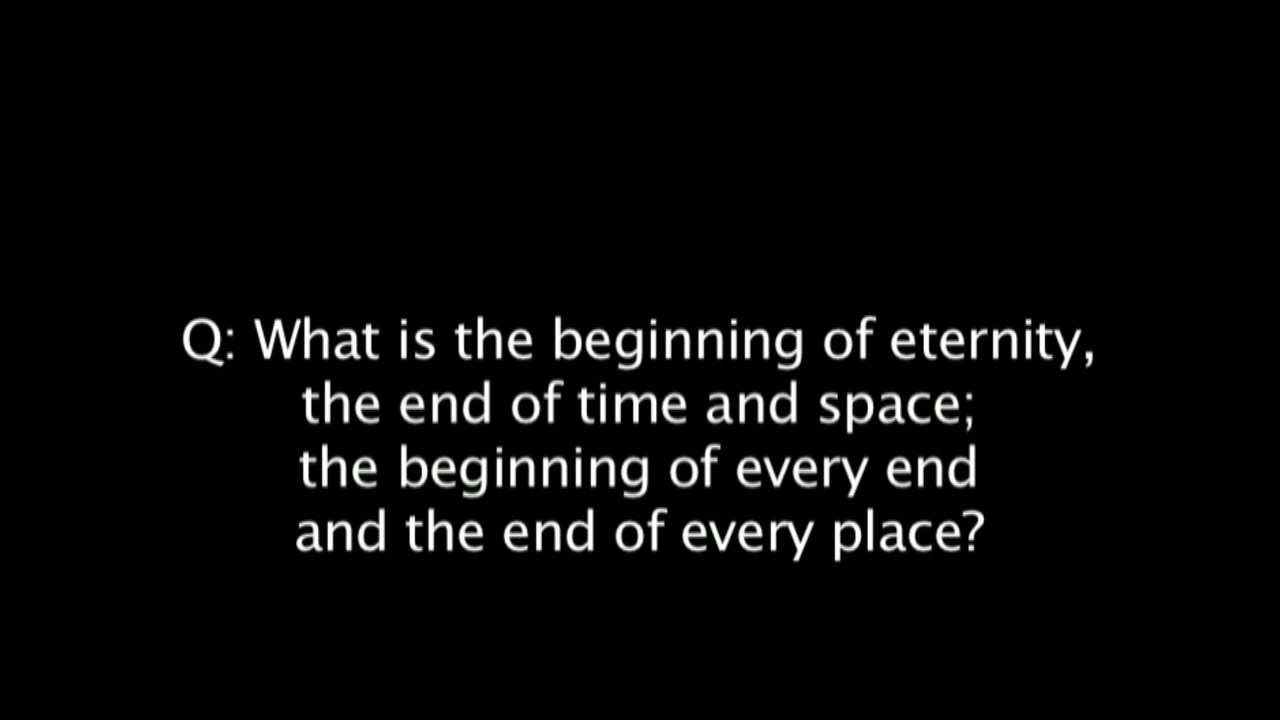 Q: What is the beginning of eternity,
the end of time and space;
the beginning of every end
and the end of every place?